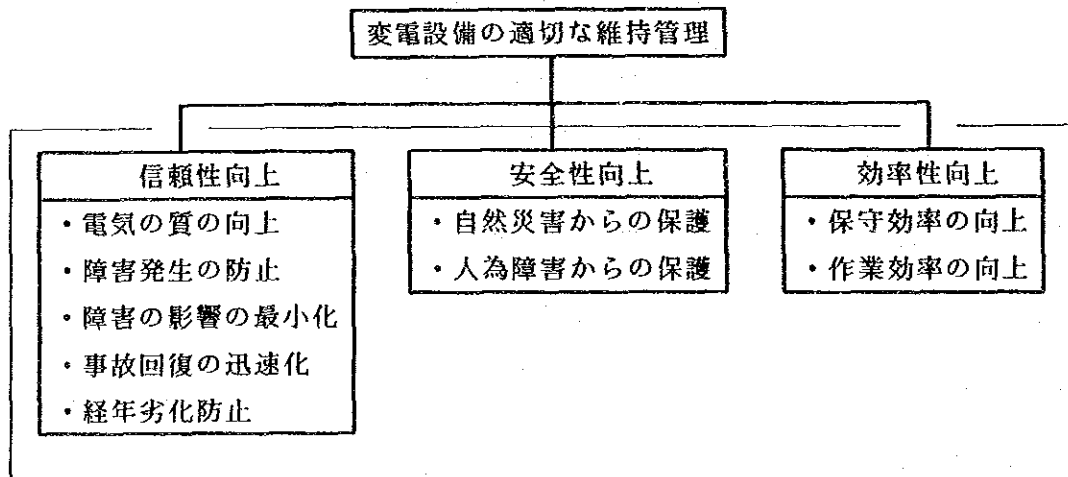 変電設備の適切な維持管理
信頼性向上
・電気の質の向上
・障害発生の防止
・障害の影響の最小化
・事故回復の迅速化
・経年劣化防止
安全性向上
・自然災害からの保護
・人為障害からの保護
効率性向上
・保守効率の向上
・作業効率の向上